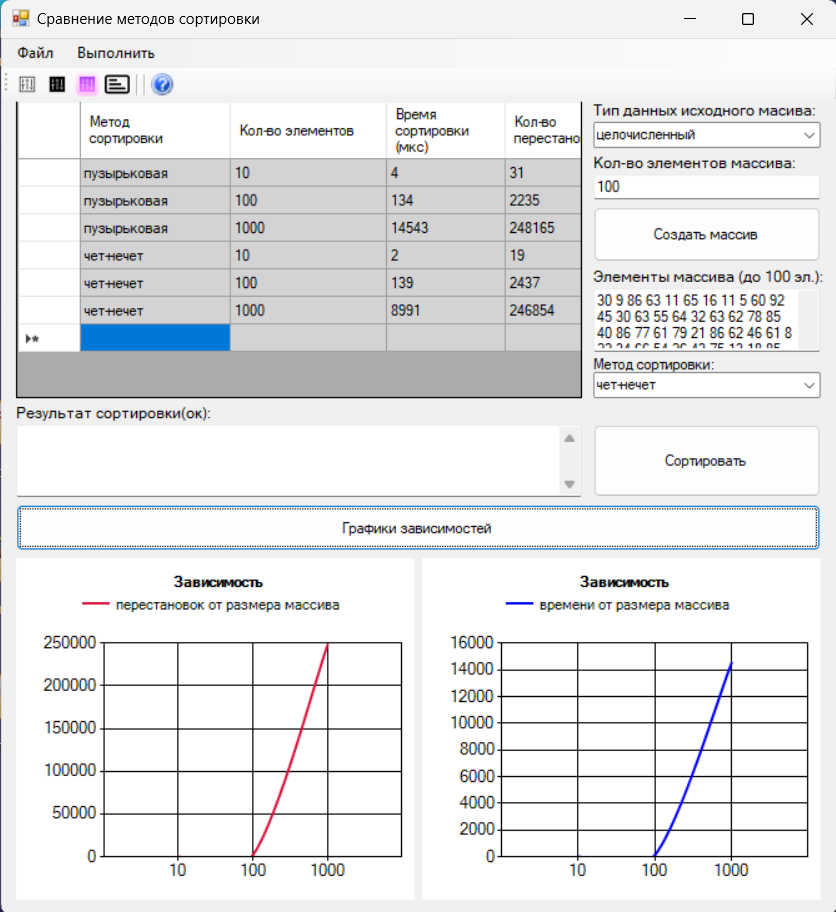 Сравнение методов сортировки
Файл Выполнить
Метод сортировки Кол-во элементов Время сортировки (мкс) Кол-во перестано
пузырьковая 10 4 31
пузырьковая 100 134 2235
пузырьковая 1000 14543 248165
чет-нечет 10 2 19
чет-нечет 100 139 2437
чет-нечет 1000 8991 246854
Тип данных исходного масива:
целочисленный
Кол-во элементов массива:
100
Создать массив
Элементы массива (до 100 эл.):
30 9 86 63 11 65 16 11 5 60 92
45 30 63 55 64 32 63 62 78 85
40 86 77 61 79 21 86 62 46 61 8
Метод сортировки:
чет-нечет
Результат сортировки(ок):
Сортировать
Графики зависимостей
Зависимость
перестановок от размера массива
250000
200000
150000
100000
50000
0
10 100 1000
Зависимость
времени от размера массива
16000
14000
12000
10000
8000
6000
4000
2000
0
10 100 1000